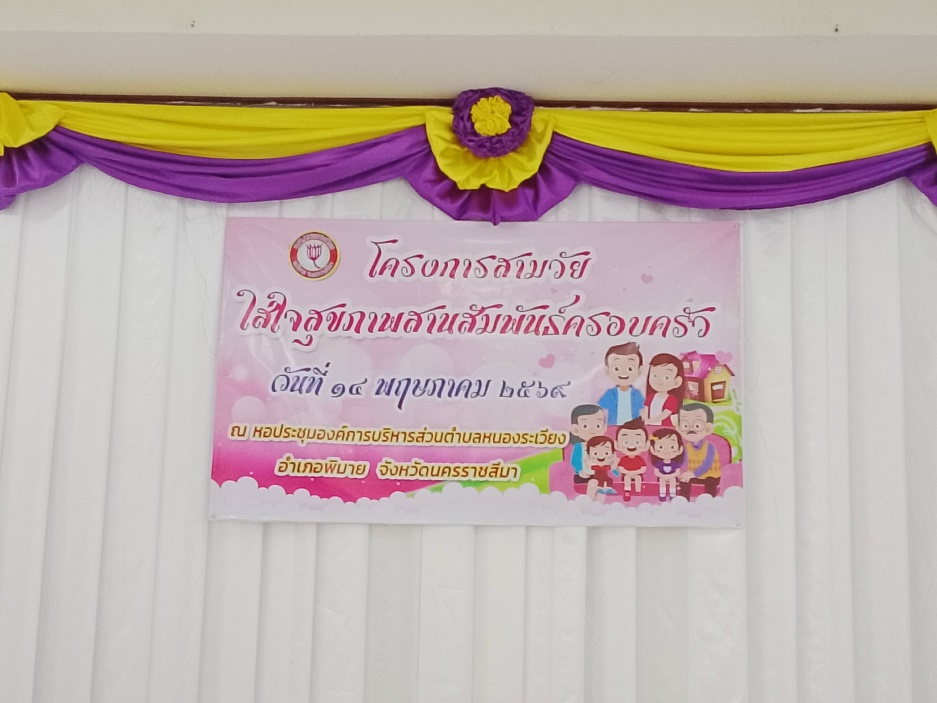 โครงการสามวัย
ใส่ใจสุขภาพสานสัมพันธ์ครอบครัว
วันที่ ๑๔ พฤษภาคม ๒๕๖๙
ณ หอประชุมองค์การบริหารส่วนตำบลหนองระเวียง
อำเภอพิมาย จังหวัดนครราชสีมา